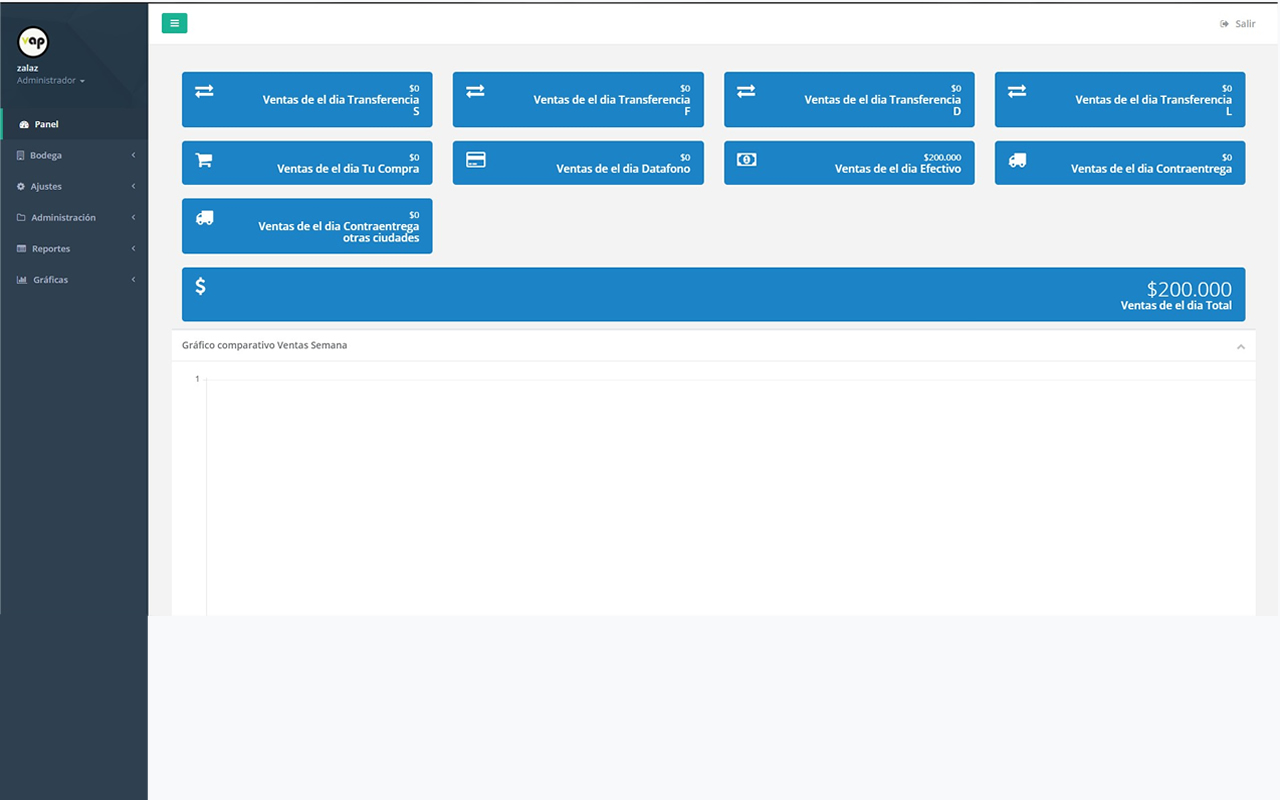 vap
zalaz
Administrador
Panel
Bodega
Ajustes
Administración
Reportes
Gráficas
Salir
$0
Ventas de el dia Transferencia
S
$0
Ventas de el dia Transferencia
F
$0
Ventas de el dia Transferencia
D
$0
Ventas de el dia Transferencia
L
$0
Ventas de el dia Tu Compra
$0
Ventas de el dia Datafono
$200.000
Ventas de el dia Efectivo
$0
Ventas de el dia Contraentrega
$0
Ventas de el dia Contraentrega
otras ciudades
$200.000
Ventas de el dia Total
Gráfico comparativo Ventas Semana
1